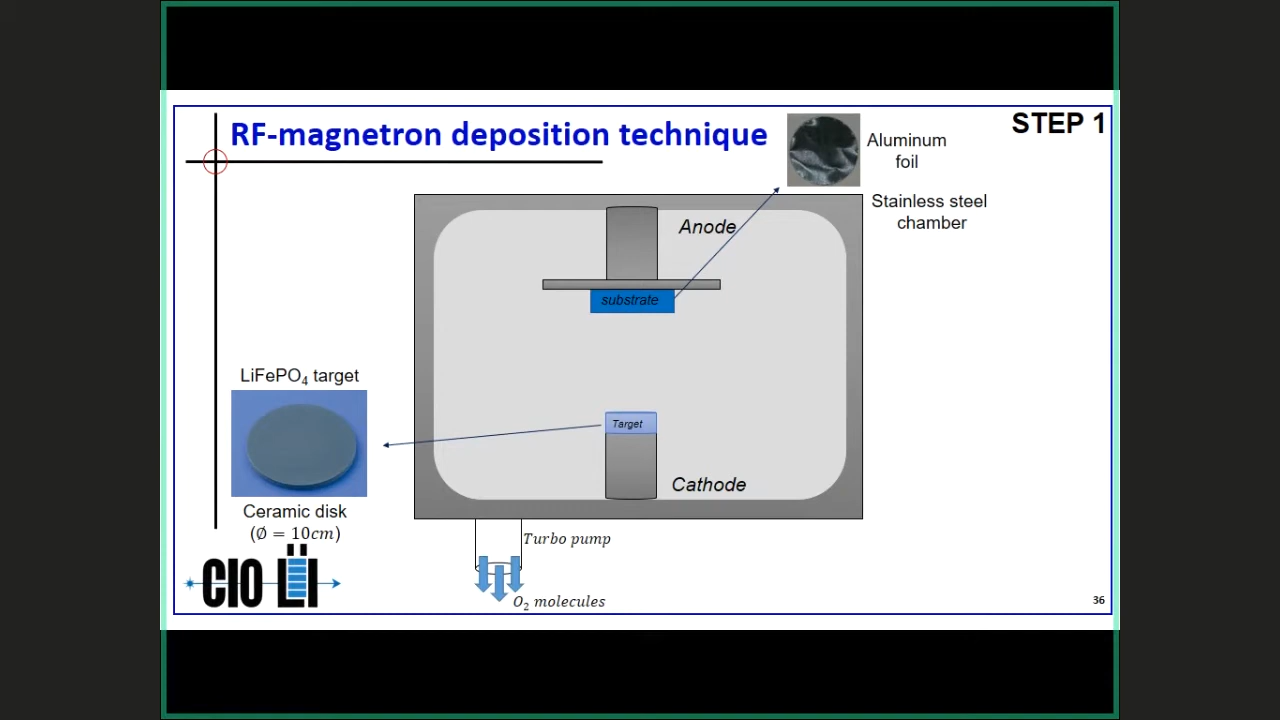 RF-magnetron deposition technique
STEP 1
Aluminum
foil
Stainless steel
chamber
Anode
substrate
LiFePO₄ target
Target
Cathode
Ceramic disk
(Ø = 10cm)
Turbo pump
O₂ molecules
CIO LI
36